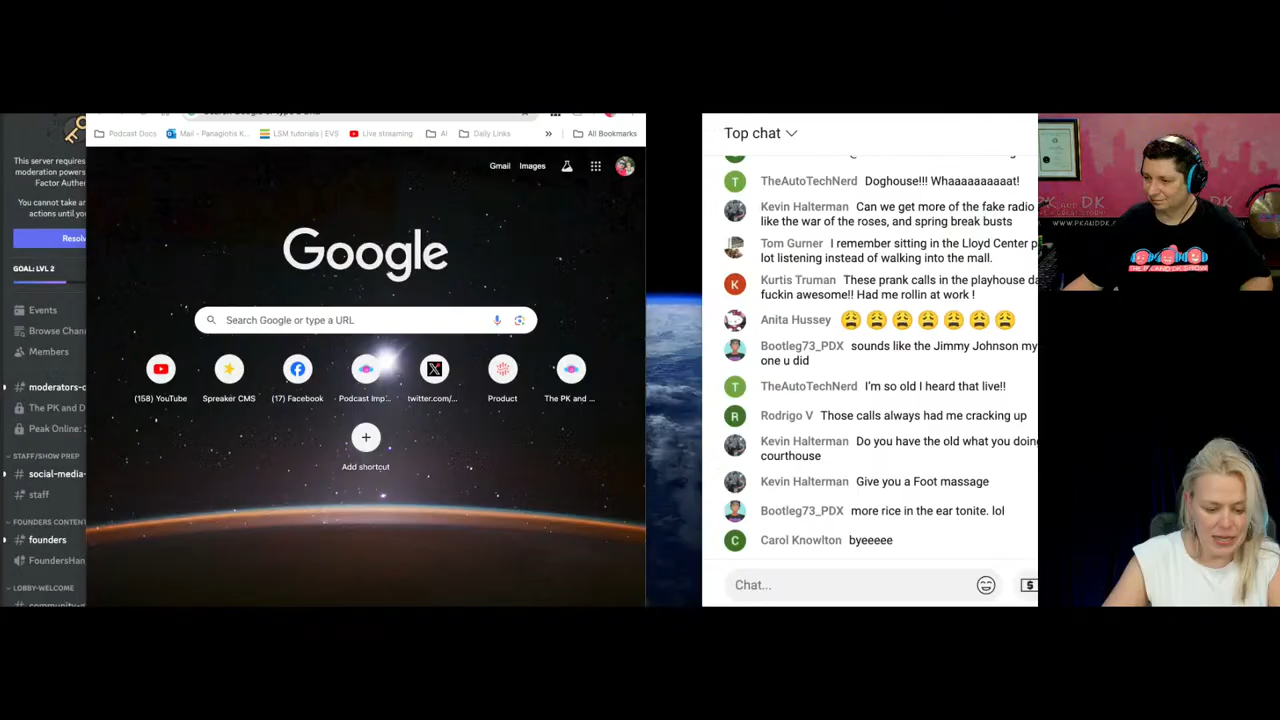 This server requires
moderation powers
Factor Authe
You cannot take a
actions until you
Resolv
GOAL: LVL 2
Events
Browse Chan
Members
moderators-c
The PK and D
Peak Online: 3
STAFF/SHOW PREP
social-media-
staff
FOUNDERS CONTEN
founders
FoundersHan
LOBBY-WELCOME
Podcast Docs
Mail - Panagiotis K...
LSM tutorials | EVS
Live streaming
AI
Daily Links
»
All Bookmarks
Gmail
Images
Google
Search Google or type a URL
(158) YouTube
Spreaker CMS
(17) Facebook
Podcast Imp...
twitter.com/...
Product
The PK and ...
Add shortcut
Top chat
TheAutoTechNerd Doghouse!!! Whaaaaaaaaat!
Kevin Halterman Can we get more of the fake radio
like the war of the roses, and spring break busts
Tom Gurner I remember sitting in the Lloyd Center p
lot listening instead of walking into the mall.
Kurtis Truman These prank calls in the playhouse da
fuckin awesome!! Had me rollin at work !
Anita Hussey 😩😩😩😩😩😩😩
Bootleg73_PDX sounds like the Jimmy Johnson my
one u did
TheAutoTechNerd I'm so old I heard that live!!
Rodrigo V Those calls always had me cracking up
Kevin Halterman Do you have the old what you doing
courthouse
Kevin Halterman Give you a Foot massage
Bootleg73_PDX more rice in the ear tonite. lol
Carol Knowlton byeeeee
Chat...
THE PK AND DK SHOW